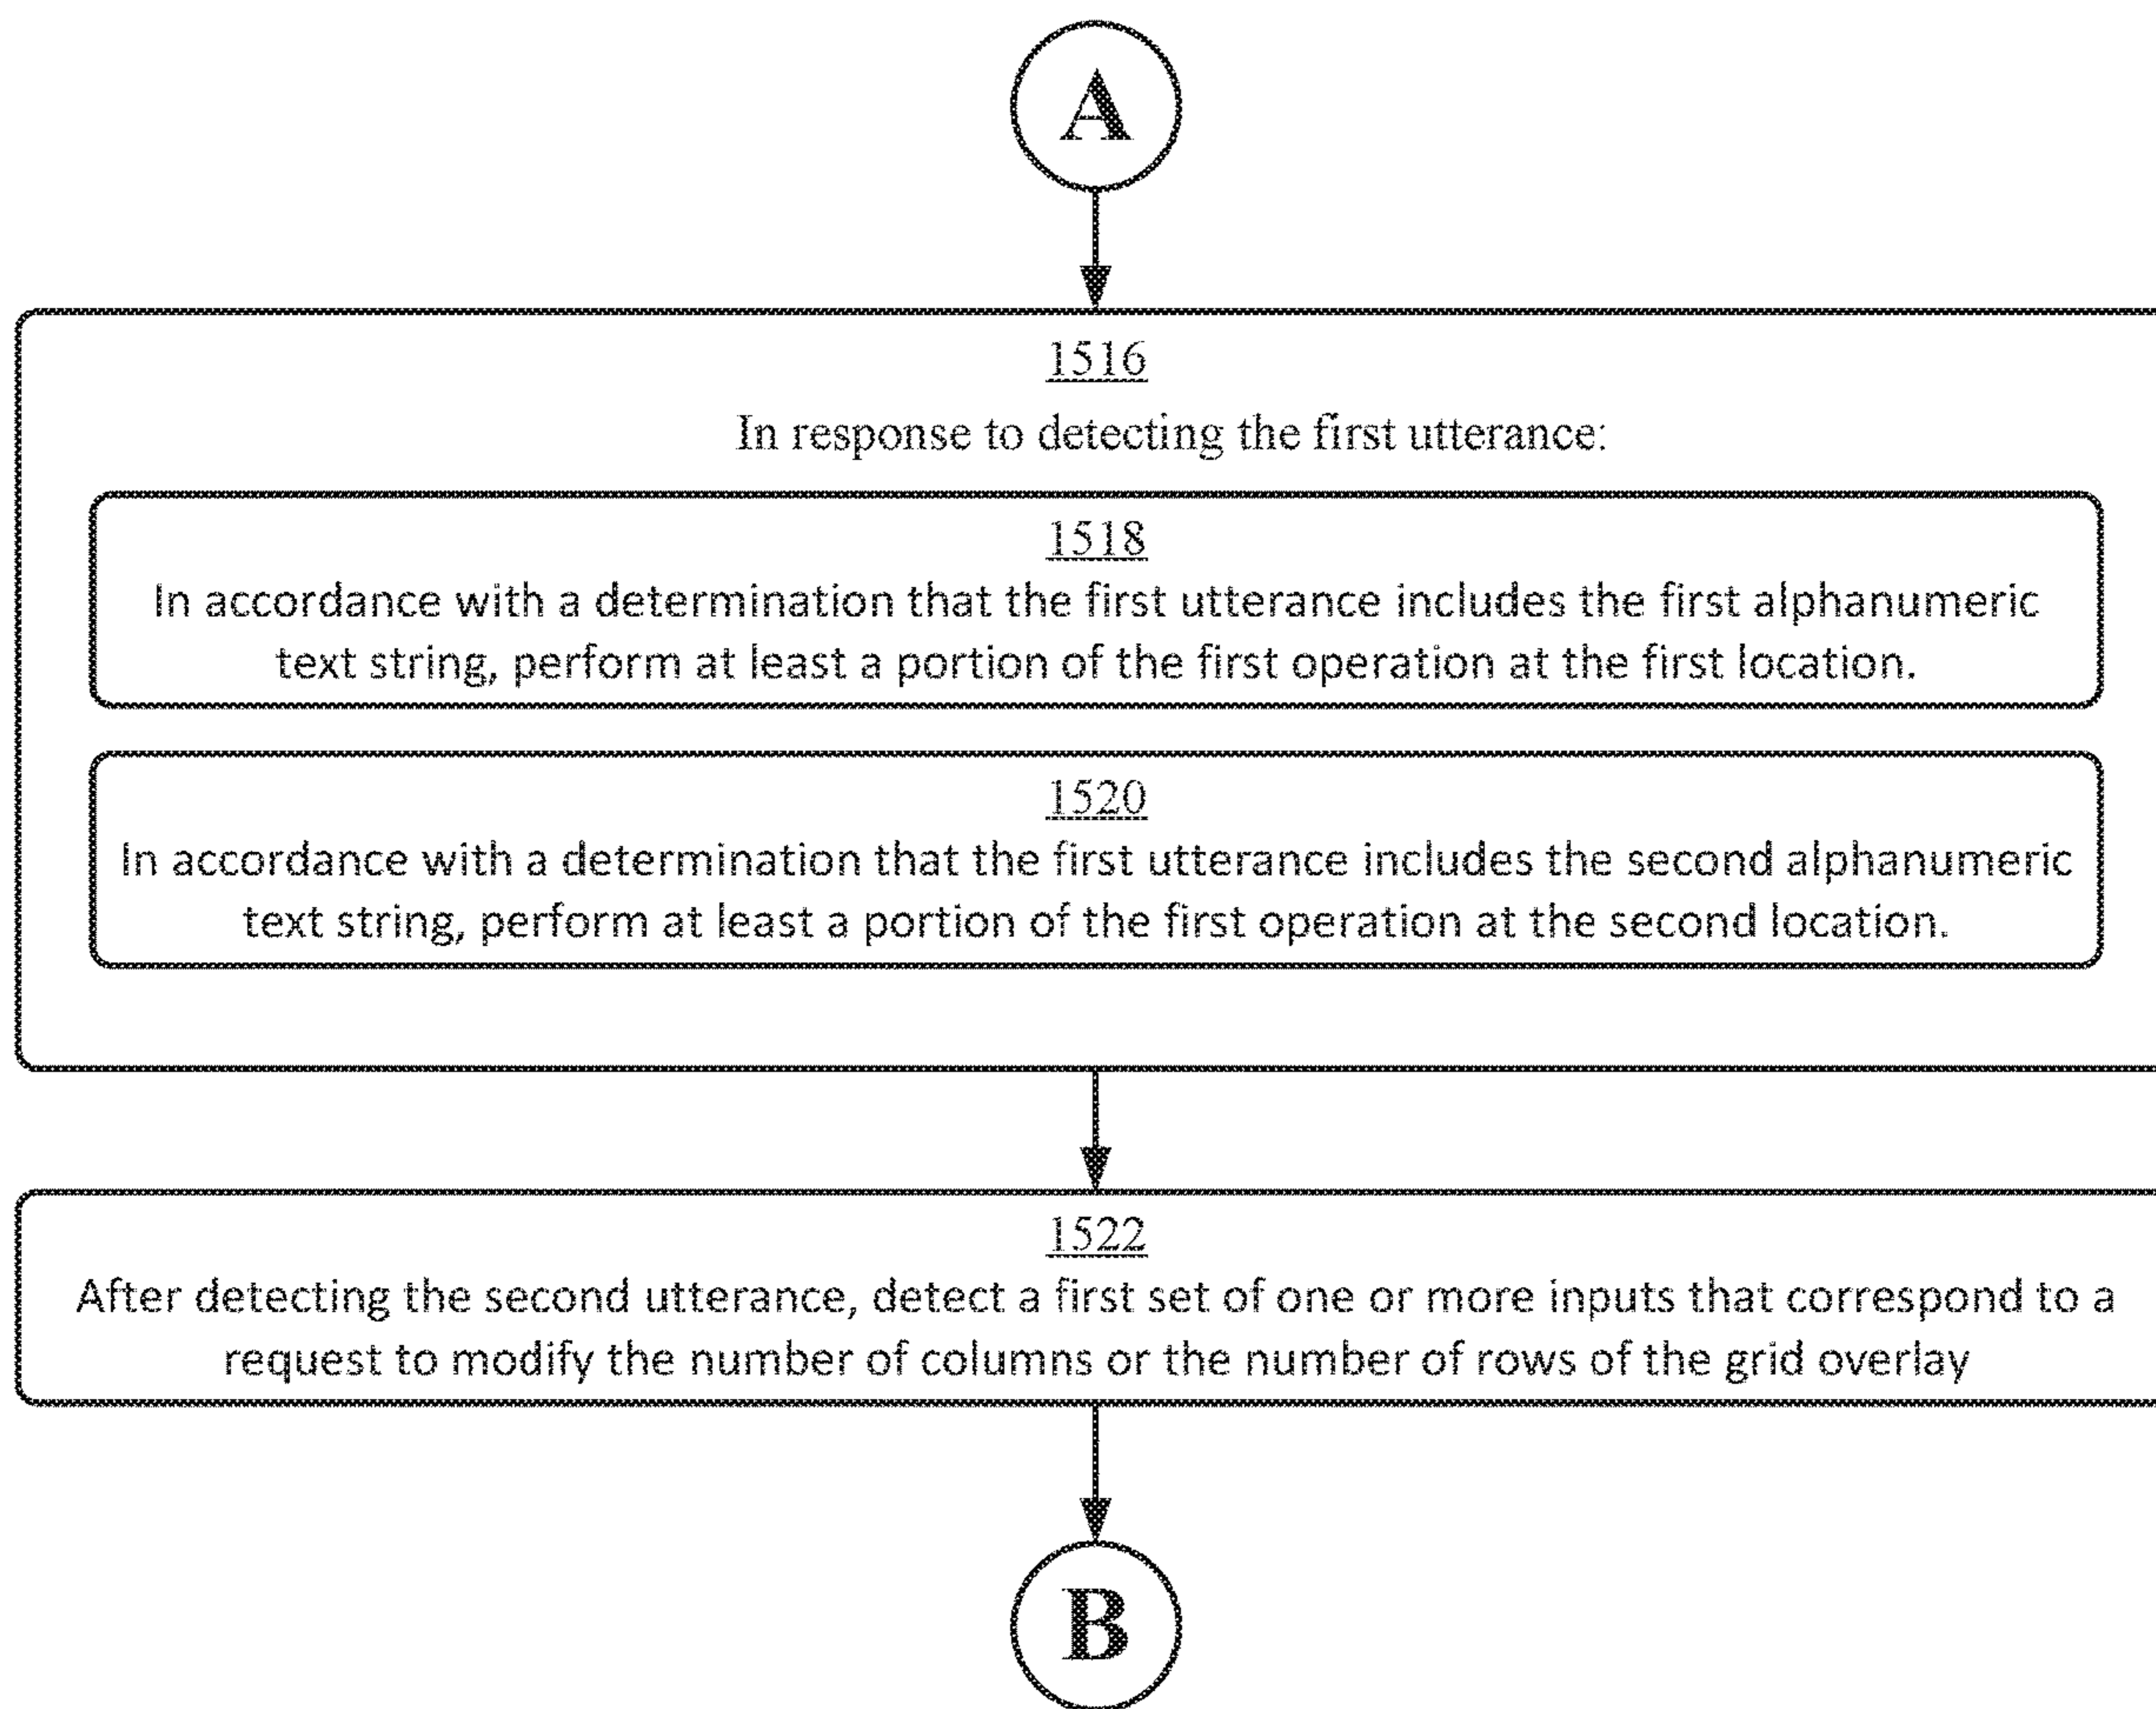 A
1516
In response to detecting the first utterance:
1518
In accordance with a determination that the first utterance includes the first alphanumeric
text string, perform at least a portion of the first operation at the first location.
1520
In accordance with a determination that the first utterance includes the second alphanumeric
text string, perform at least a portion of the first operation at the second location.
1522
After detecting the second utterance, detect a first set of one or more inputs that correspond to a
request to modify the number of columns or the number of rows of the grid overlay
B